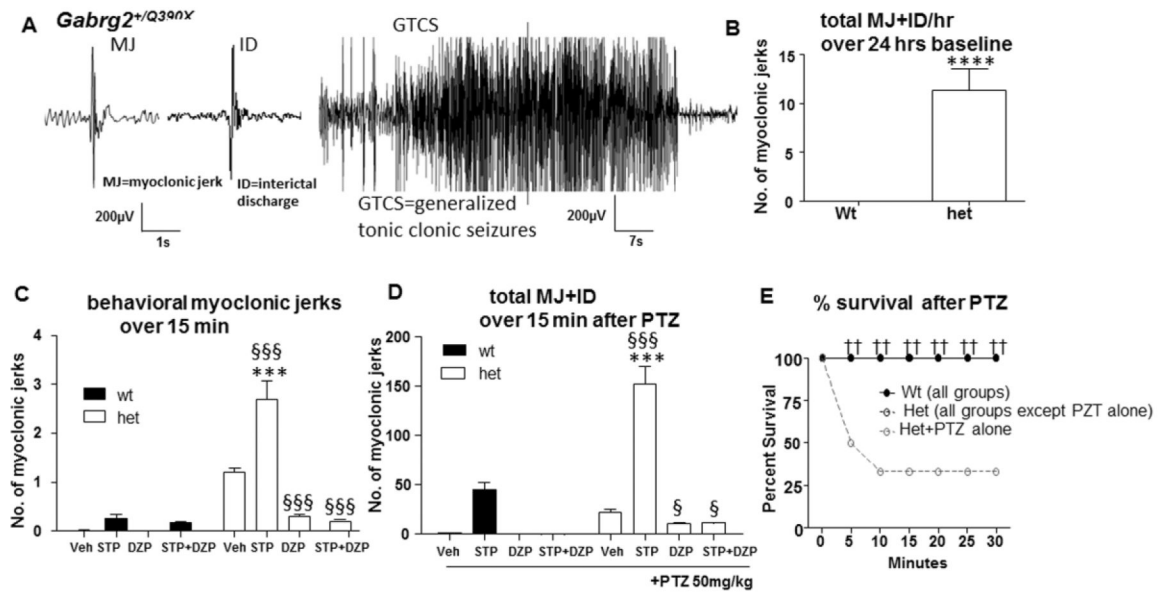 A
Gabrg2+/Q390X
MJ
ID
GTCS
MJ=myoclonic jerk
ID=interictal
discharge
GTCS=generalized
tonic clonic seizures
200μV
1s
200μV
7s
B
total MJ+ID/hr
over 24 hrs baseline
No. of myoclonic jerks
15
10
5
0
****
Wt
het
C
behavioral myoclonic jerks
over 15 min
No. of myoclonic jerks
4
3
2
1
0
wt
het
§§§
***
§§§
§§§
Veh STP DZP STP+DZP Veh STP DZP STP+DZP
D
total MJ+ID
over 15 min after PTZ
No. of myoclonic jerks
200
150
100
50
0
wt
het
§§§
***
§
§
Veh STP DZP STP+DZP Veh STP DZP STP+DZP
+PTZ 50mg/kg
E
% survival after PTZ
†† †† †† †† †† ††
Percent Survival
100
75
50
25
0
Wt (all groups)
Het (all groups except PZT alone)
Het+PTZ alone
0 5 10 15 20 25 30
Minutes